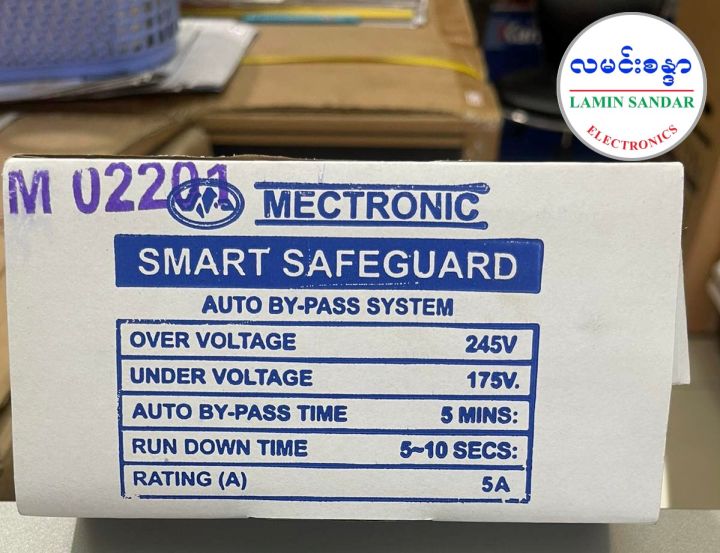 လမင်းစန္ဒာ
LAMIN SANDAR
ELECTRONICS
M 02201
MECTRONIC
SMART SAFEGUARD
AUTO BY-PASS SYSTEM
OVER VOLTAGE 245V
UNDER VOLTAGE 175V.
AUTO BY-PASS TIME 5 MINS:
RUN DOWN TIME 5~10 SECS:
RATING (A) 5A